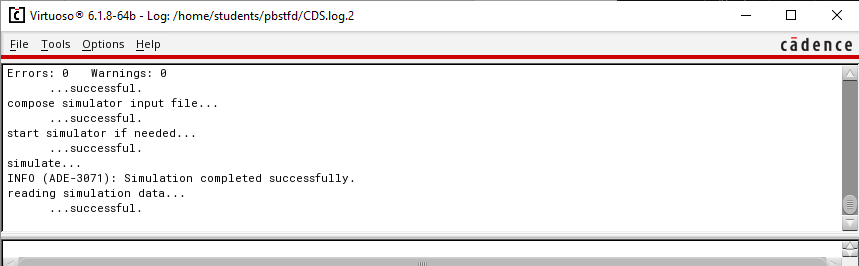 Virtuoso® 6.1.8-64b - Log: /home/students/pbstfd/CDS.log.2
File Tools Options Help
cādence
Errors: 0 Warnings: 0
...successful.
compose simulator input file...
...successful.
start simulator if needed...
...successful.
simulate...
INFO (ADE-3071): Simulation completed successfully.
reading simulation data...
...successful.